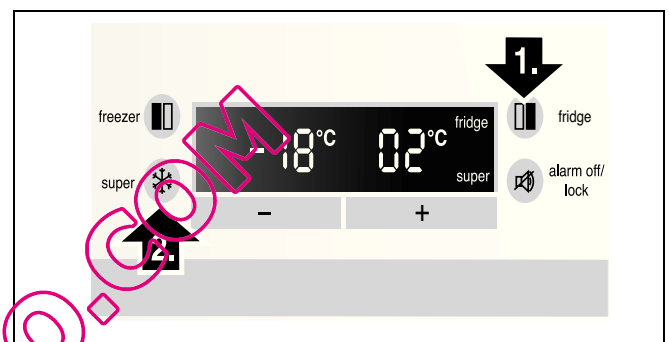 1.
freezer
fridge
-18°C 02°C
fridge
super
super
alarm off/
lock
- +
2.
O.COM